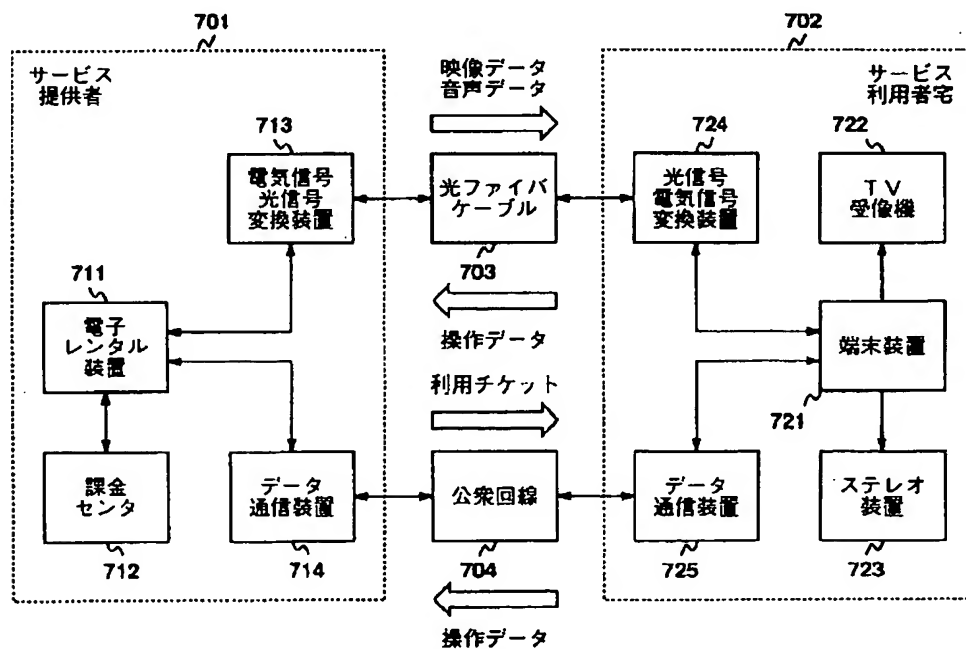 701
702
サービス
提供者
映像データ
音声データ
サービス
利用者宅
713
724
722
電気信号
光信号
変換装置
光ファイバ
ケーブル
光信号
電気信号
変換装置
TV
受像機
711
703
電子
レンタル
装置
操作データ
端末装置
利用チケット
721
課金
センタ
データ
通信装置
公衆回線
データ
通信装置
ステレオ
装置
712
714
704
725
723
操作データ